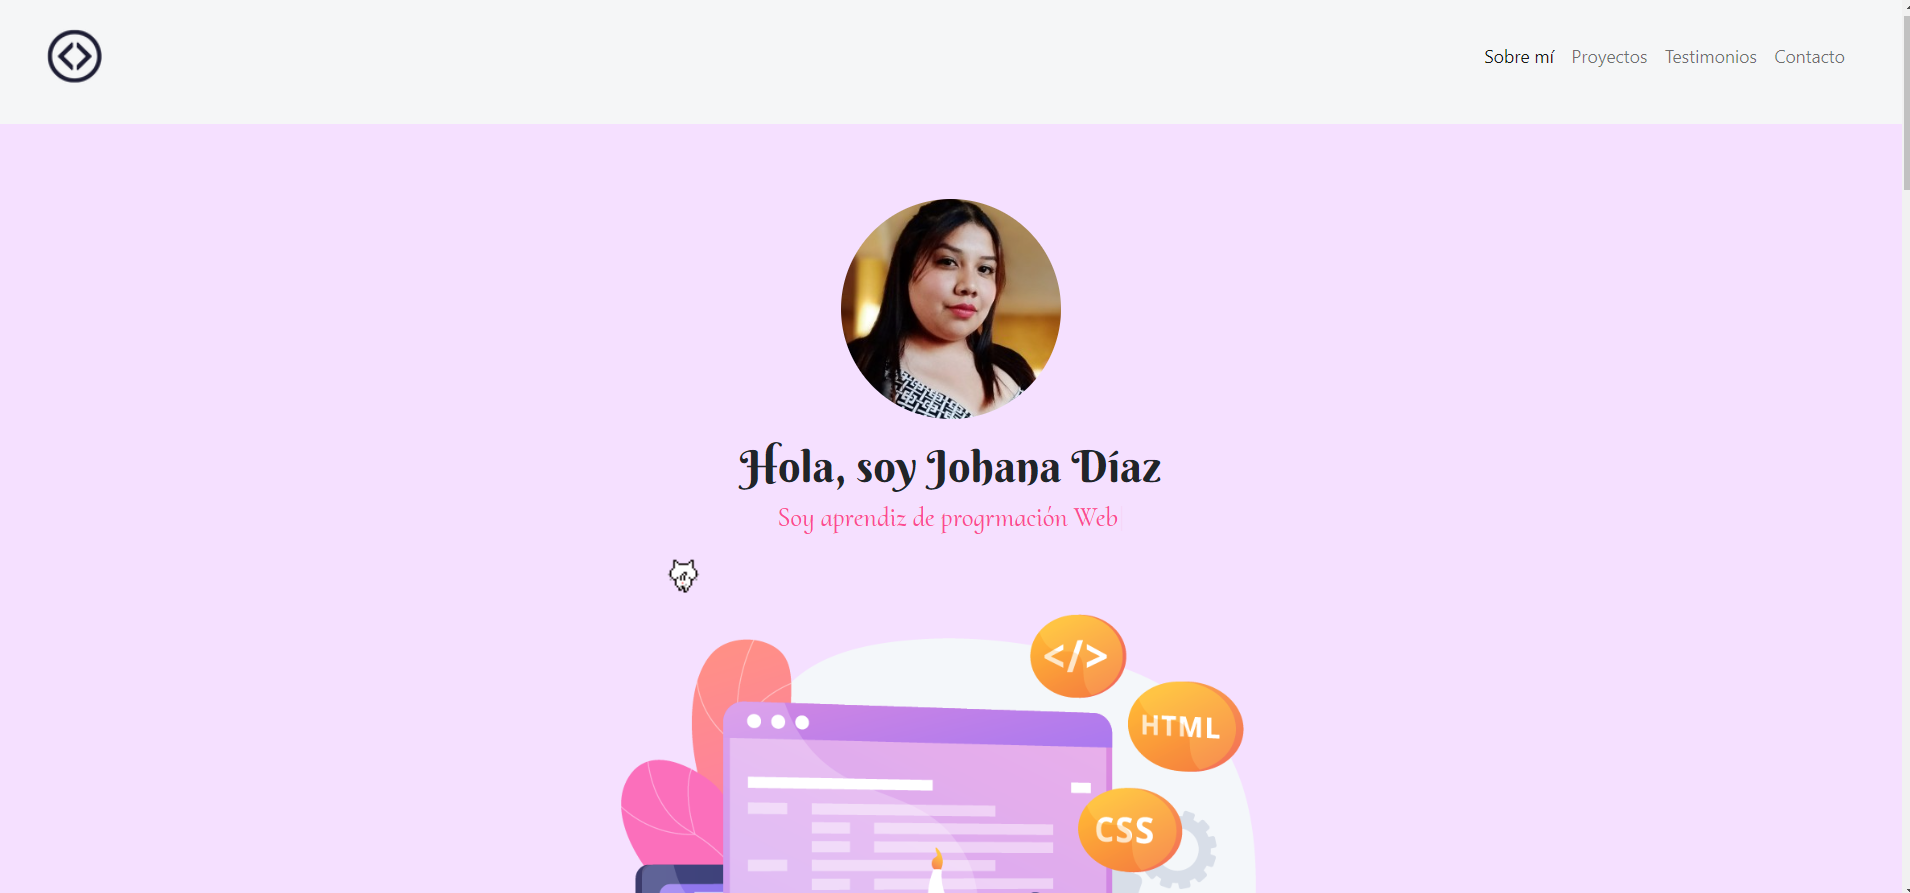 Sobre mí Proyectos Testimonios Contacto
Hola, soy Johana Díaz
Soy aprendiz de progrmación Web
</>
HTML
CSS